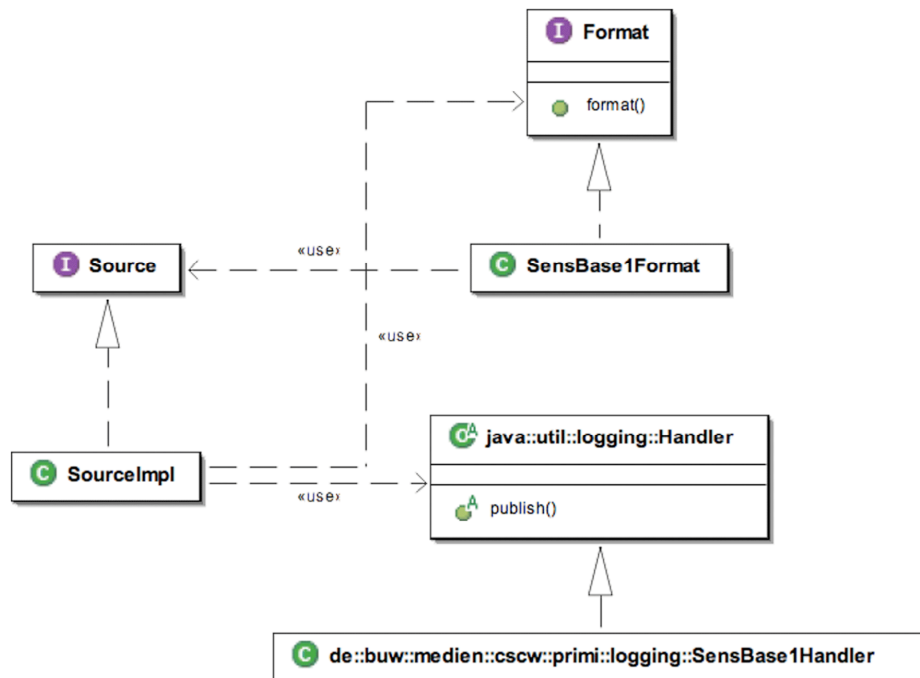 I Format
format()
«use»
I Source
C SensBase1Format
«use»
C A java::util::logging::Handler
C SourceImpl
«use»
A publish()
C de::buw::medien::cscw::primi::logging::SensBase1Handler